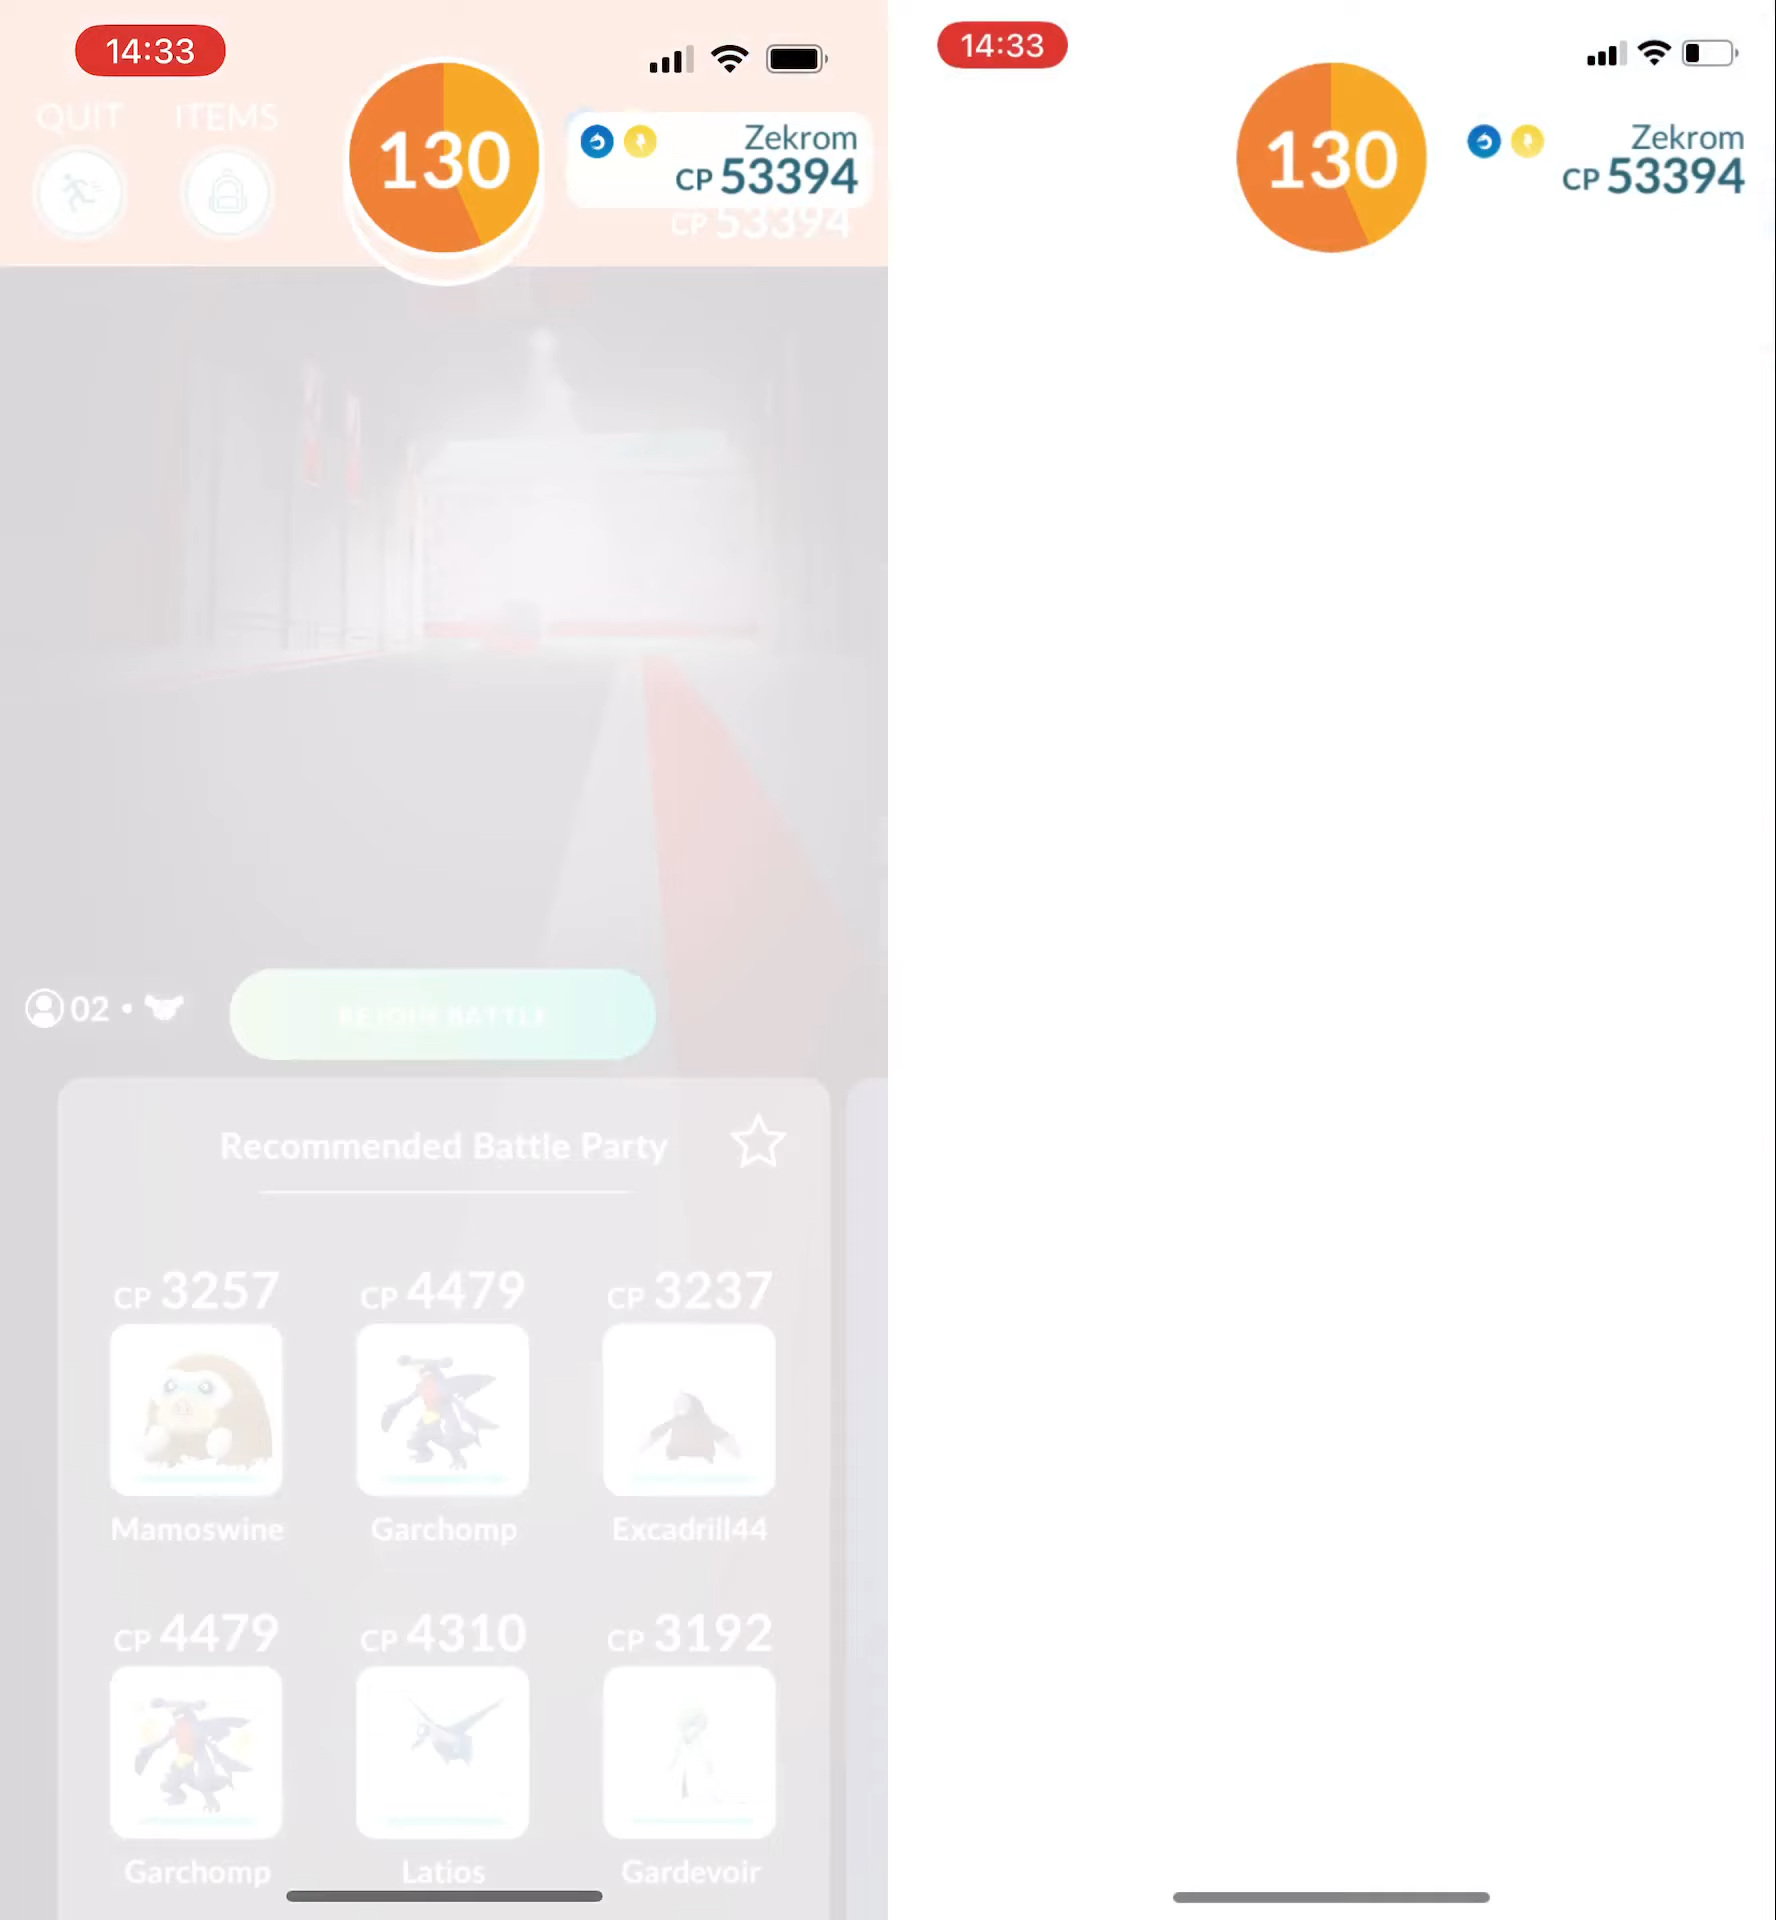 14:33
QUIT
ITEMS
130
Zekrom
CP 53394
CP 53394
02
REJOIN BATTLE
Recommended Battle Party
CP 3257
CP 4479
CP 3237
Mamoswine
Garchomp
Excadrill44
CP 4479
CP 4310
CP 3192
Garchomp
Latios
Gardevoir
14:33
130
Zekrom
CP 53394